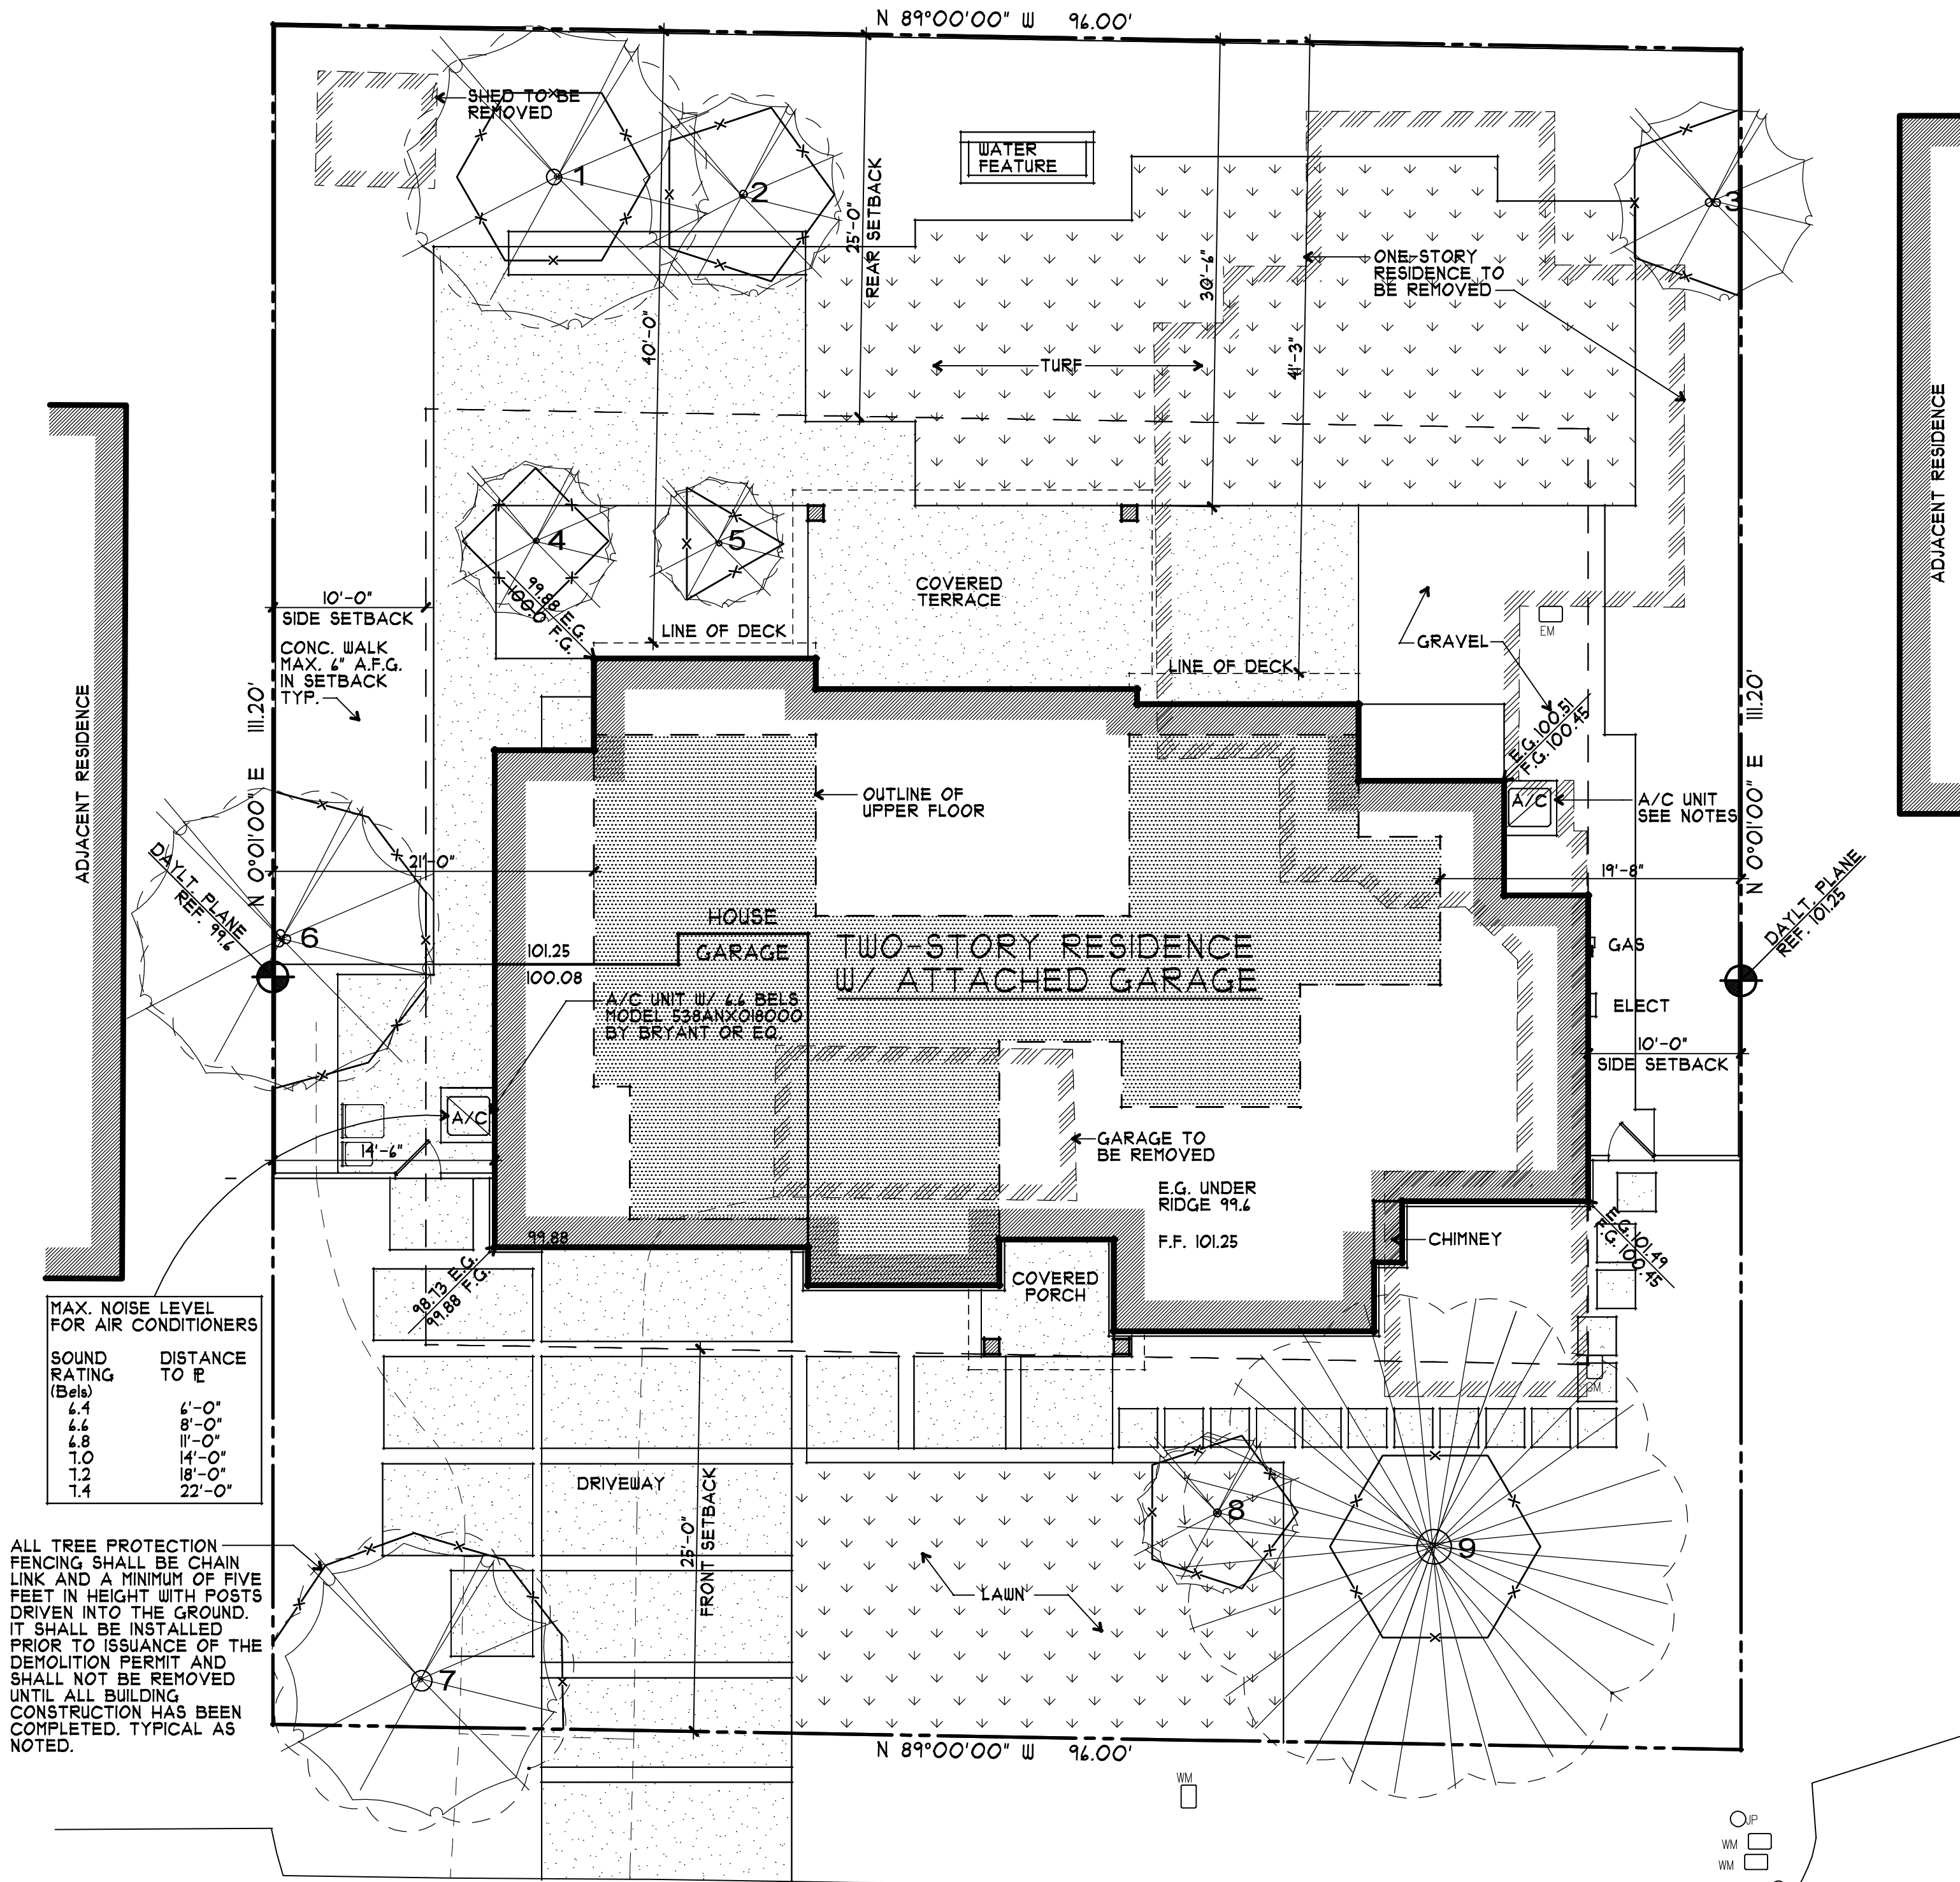 N 89°00'00" W 96.00'
SHED TO BE
REMOVED
1
2
3
WATER
FEATURE
25'-0"
REAR SETBACK
40'-0"
30'-6"
41'-3"
ONE-STORY
RESIDENCE TO
BE REMOVED
TURF
ADJACENT RESIDENCE
4
5
99.88 E.G.
100.0 F.G.
COVERED
TERRACE
10'-0"
SIDE SETBACK
LINE OF DECK
LINE OF DECK
GRAVEL
EM
CONC. WALK
MAX. 6" A.F.G.
IN SETBACK
TYP.
ADJACENT RESIDENCE
N 0°01'00" E 111.20'
N 0°01'00" E 111.20'
E.G. 100.51
F.G. 100.45
OUTLINE OF
UPPER FLOOR
A/C
A/C UNIT
SEE NOTES
21'-0"
19'-8"
DAYLT. PLANE
REF. 99.6
DAYLT. PLANE
REF. 101.25
6
HOUSE
GARAGE
101.25
100.08
TWO-STORY RESIDENCE
W/ ATTACHED GARAGE
GAS
ELECT
A/C UNIT W/ 6.6 BELS
MODEL 538ANX018000
BY BRYANT OR EQ.
10'-0"
SIDE SETBACK
A/C
14'-6"
GARAGE TO
BE REMOVED
E.G. UNDER
RIDGE 99.6
F.F. 101.25
99.88
CHIMNEY
E.G. 101.49
F.G. 100.45
98.73 E.G.
99.88 F.G.
COVERED
PORCH
MAX. NOISE LEVEL
FOR AIR CONDITIONERS
SOUND DISTANCE
RATING TO ⅊
(Bels)
6.4 6'-0"
6.6 8'-0"
6.8 11'-0"
7.0 14'-0"
7.2 18'-0"
7.4 22'-0"
GM
DRIVEWAY
25'-0"
FRONT SETBACK
8
9
LAWN
ALL TREE PROTECTION
FENCING SHALL BE CHAIN
LINK AND A MINIMUM OF FIVE
FEET IN HEIGHT WITH POSTS
DRIVEN INTO THE GROUND.
IT SHALL BE INSTALLED
PRIOR TO ISSUANCE OF THE
DEMOLITION PERMIT AND
SHALL NOT BE REMOVED
UNTIL ALL BUILDING
CONSTRUCTION HAS BEEN
COMPLETED. TYPICAL AS
NOTED.
7
N 89°00'00" W 96.00'
WM
JP
WM
WM